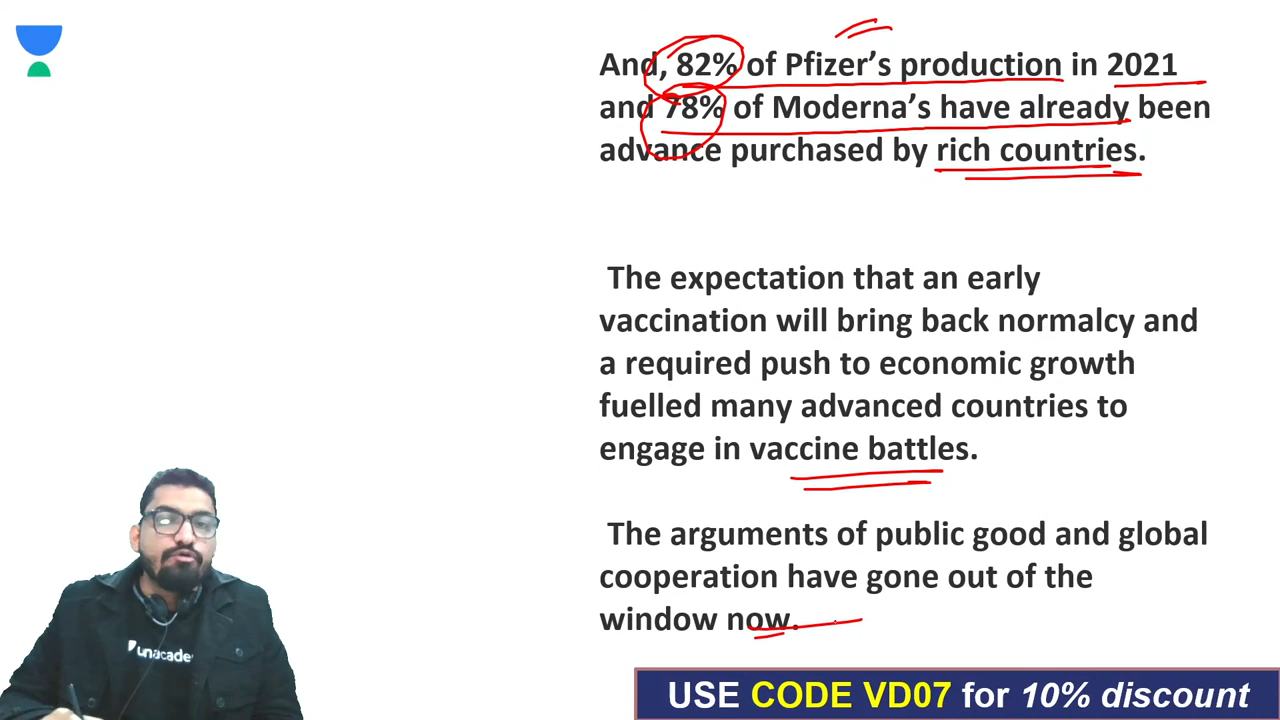 And, 82% of Pfizer's production in 2021
and 78% of Moderna's have already been
advance purchased by rich countries.
The expectation that an early
vaccination will bring back normalcy and
a required push to economic growth
fuelled many advanced countries to
engage in vaccine battles.
The arguments of public good and global
cooperation have gone out of the
window now.
unacade
USE CODE VD07 for 10% discount